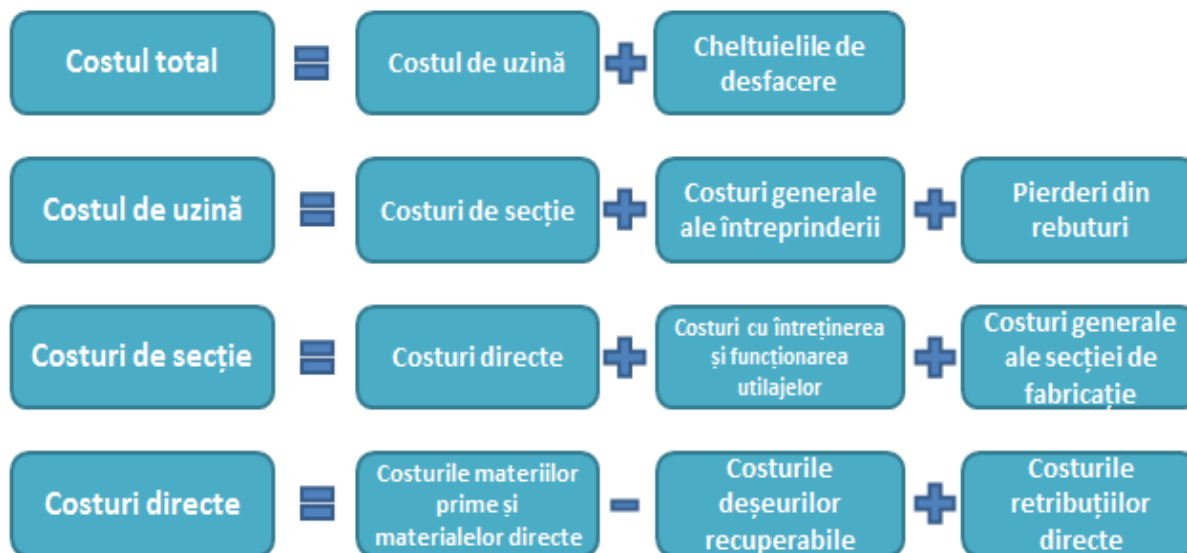 Costul total = Costul de uzină + Cheltuielile de
desfacere
Costul de uzină = Costuri de secție + Costuri generale
ale întreprinderii + Pierderi din
rebuturi
Costuri de secție = Costuri directe + Costuri cu întreținerea
și funcționarea
utilajelor + Costuri generale
ale secției de
fabricație
Costuri directe = Costurile materiilor
prime și
materialelor directe - Costurile
deșeurilor
recuperabile + Costurile
retribuțiilor
directe